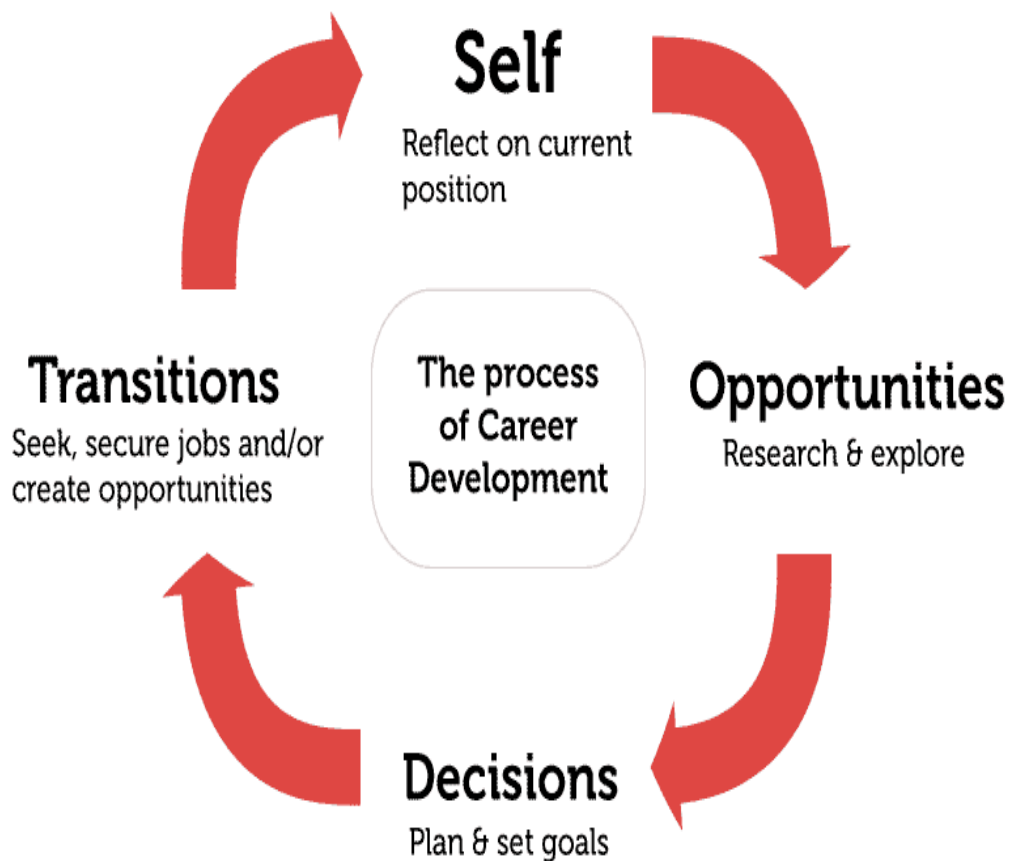 Self
Reflect on current
position
Opportunities
Research & explore
Decisions
Plan & set goals
Transitions
Seek, secure jobs and/or
create opportunities
The process
of Career
Development